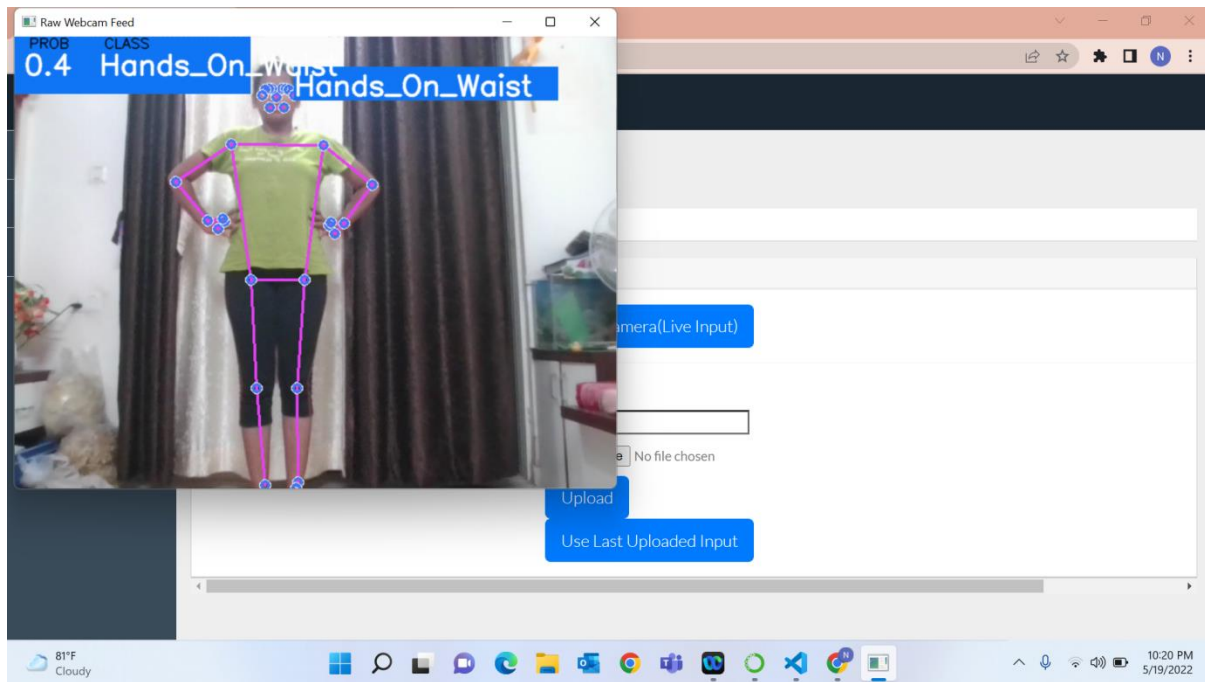 Raw Webcam Feed
PROB CLASS
0.4 Hands_On_Waist
Hands_On_Waist
amera(Live Input)
e No file chosen
Upload
Use Last Uploaded Input
N
81°F
Cloudy
N
10:20 PM
5/19/2022